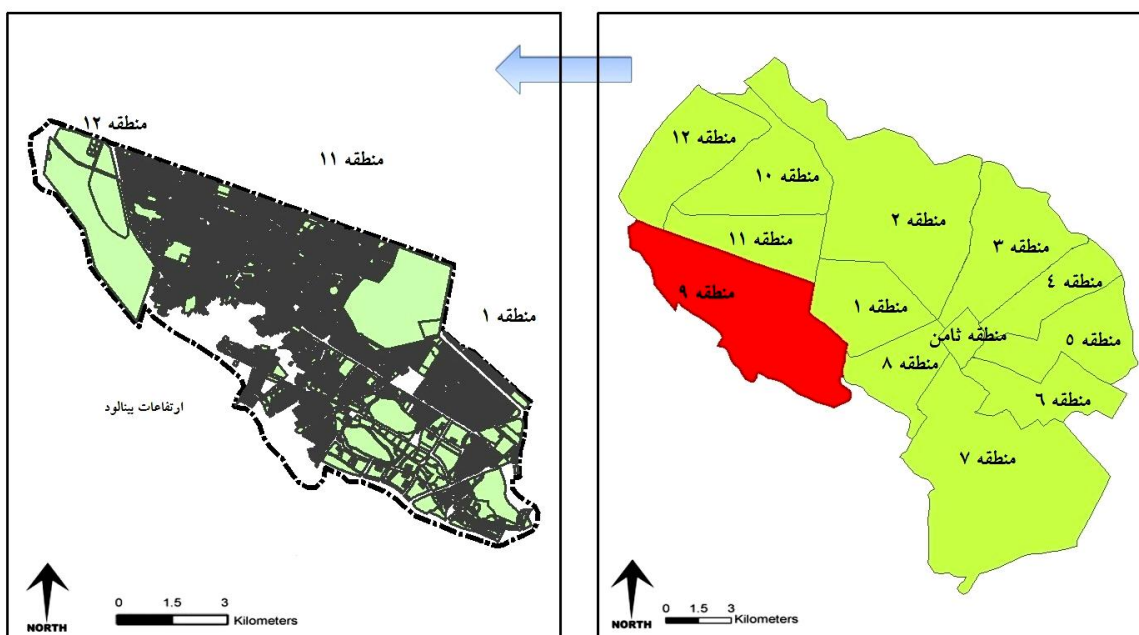 منطقه ۱۲
منطقه ۱۱
منطقه ۱
ارتفاعات بینالود
NORTH
0 1.5 3
Kilometers
منطقه ۱۲
منطقه ۱۰
منطقه ۱۱
منطقه ۲
منطقه ۳
منطقه ۴
منطقه ۹
منطقه ۱
منطقه ثامن
منطقه ۵
منطقه ۸
منطقه ۶
منطقه ۷
NORTH
0 1.5 3
Kilometers